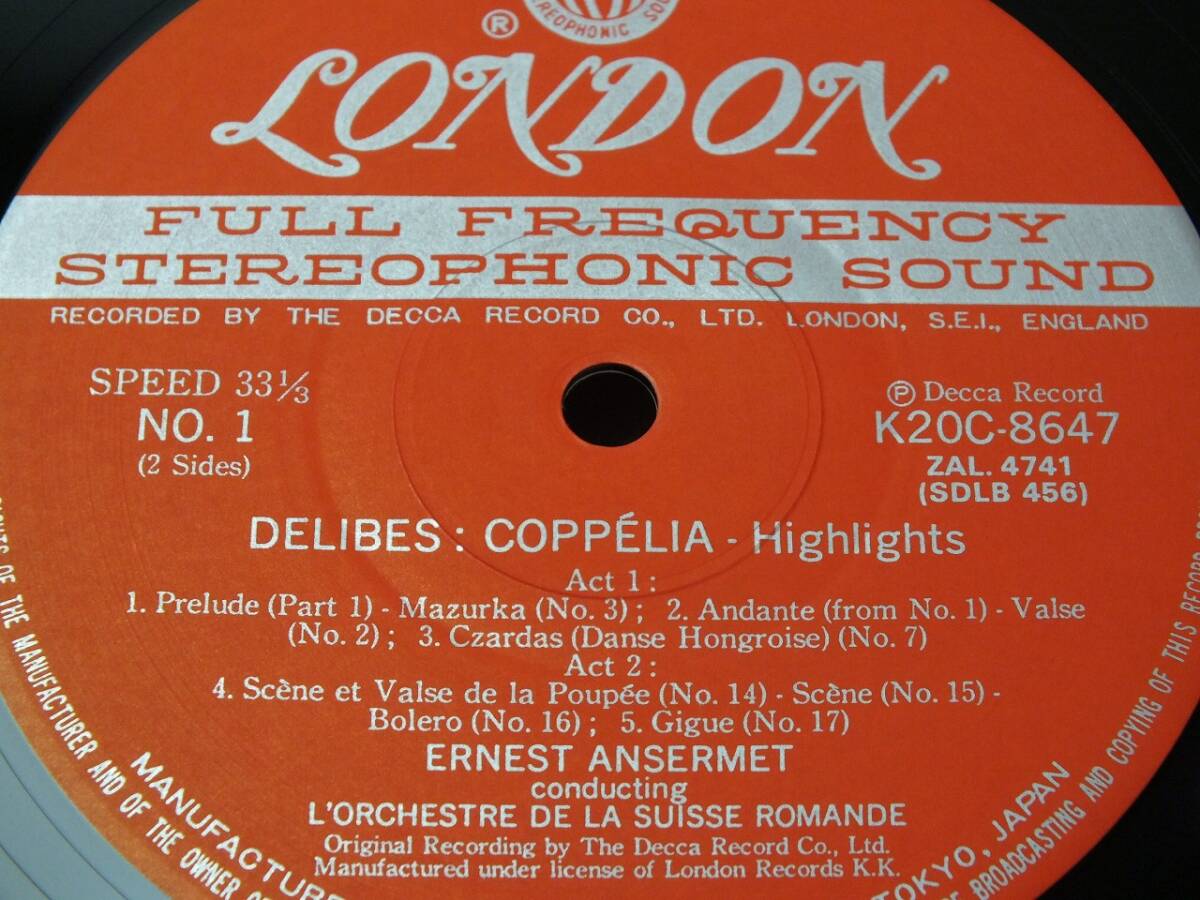 STEREOPHONIC SOU
®
LONDON
FULL FREQUENCY
STEREOPHONIC SOUND
RECORDED BY THE DECCA RECORD CO., LTD. LONDON, S.E.I., ENGLAND
SPEED 33⅓
NO. 1
(2 Sides)
Ⓟ Decca Record
K20C-8647
ZAL. 4741
(SDLB 456)
DELIBES : COPPÉLIA - Highlights
Act 1 :
1. Prelude (Part 1) - Mazurka (No. 3) ; 2. Andante (from No. 1) - Valse
(No. 2) ; 3. Czardas (Danse Hongroise) (No. 7)
Act 2 :
4. Scène et Valse de la Poupée (No. 14) - Scène (No. 15) -
Bolero (No. 16) ; 5. Gigue (No. 17)
ERNEST ANSERMET
conducting
L'ORCHESTRE DE LA SUISSE ROMANDE
Original Recording by The Decca Record Co., Ltd.
Manufactured under license of London Records K.K.
OF THE MANUFACTURER AND OF THE OWNER
BROADCASTING AND COPYING OF THIS RECORD
MANUFACTURE
TOKYO, JAPAN